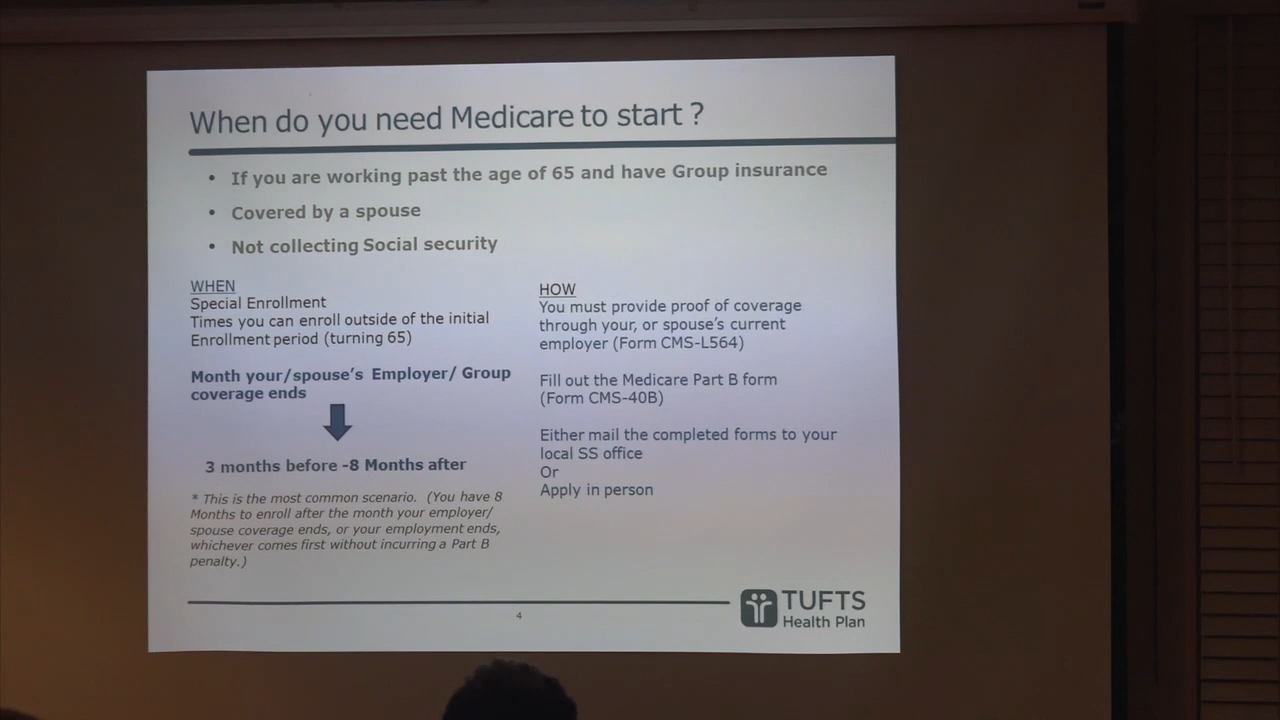 When do you need Medicare to start ?
• If you are working past the age of 65 and have Group insurance
• Covered by a spouse
• Not collecting Social security
WHEN
Special Enrollment
Times you can enroll outside of the initial
Enrollment period (turning 65)
Month your/spouse's Employer/ Group
coverage ends
3 months before -8 Months after
* This is the most common scenario. (You have 8
Months to enroll after the month your employer/
spouse coverage ends, or your employment ends,
whichever comes first without incurring a Part B
penalty.)
HOW
You must provide proof of coverage
through your, or spouse's current
employer (Form CMS-L564)
Fill out the Medicare Part B form
(Form CMS-40B)
Either mail the completed forms to your
local SS office
Or
Apply in person
4
TUFTS
Health Plan